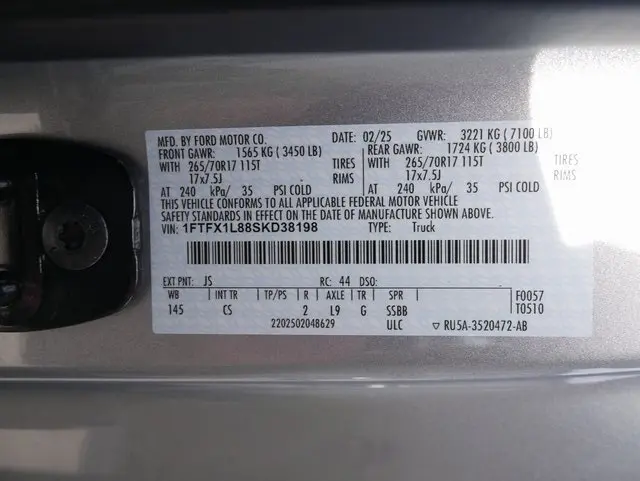 MFD. BY FORD MOTOR CO. DATE: 02/25 GVWR: 3221 KG ( 7100 LB)
FRONT GAWR: 1565 KG ( 3450 LB) REAR GAWR: 1724 KG ( 3800 LB)
WITH 265/70R17 115T TIRES WITH 265/70R17 115T TIRES
17x7.5J RIMS 17x7.5J RIMS
AT 240 kPa/ 35 PSI COLD AT 240 kPa/ 35 PSI COLD
THIS VEHICLE CONFORMS TO ALL APPLICABLE FEDERAL MOTOR VEHICLE
SAFETY STANDARDS IN EFFECT ON THE DATE OF MANUFACTURE SHOWN ABOVE.
VIN: 1FTFX1L88SKD38198 TYPE: Truck
EXT PNT: JS RC: 44 DSO:
WB INT TR TP/PS R AXLE TR SPR F0057
145 CS 2 L9 G SSBB T0510
2202502048629 ULC ▽ RU5A-3520472-AB